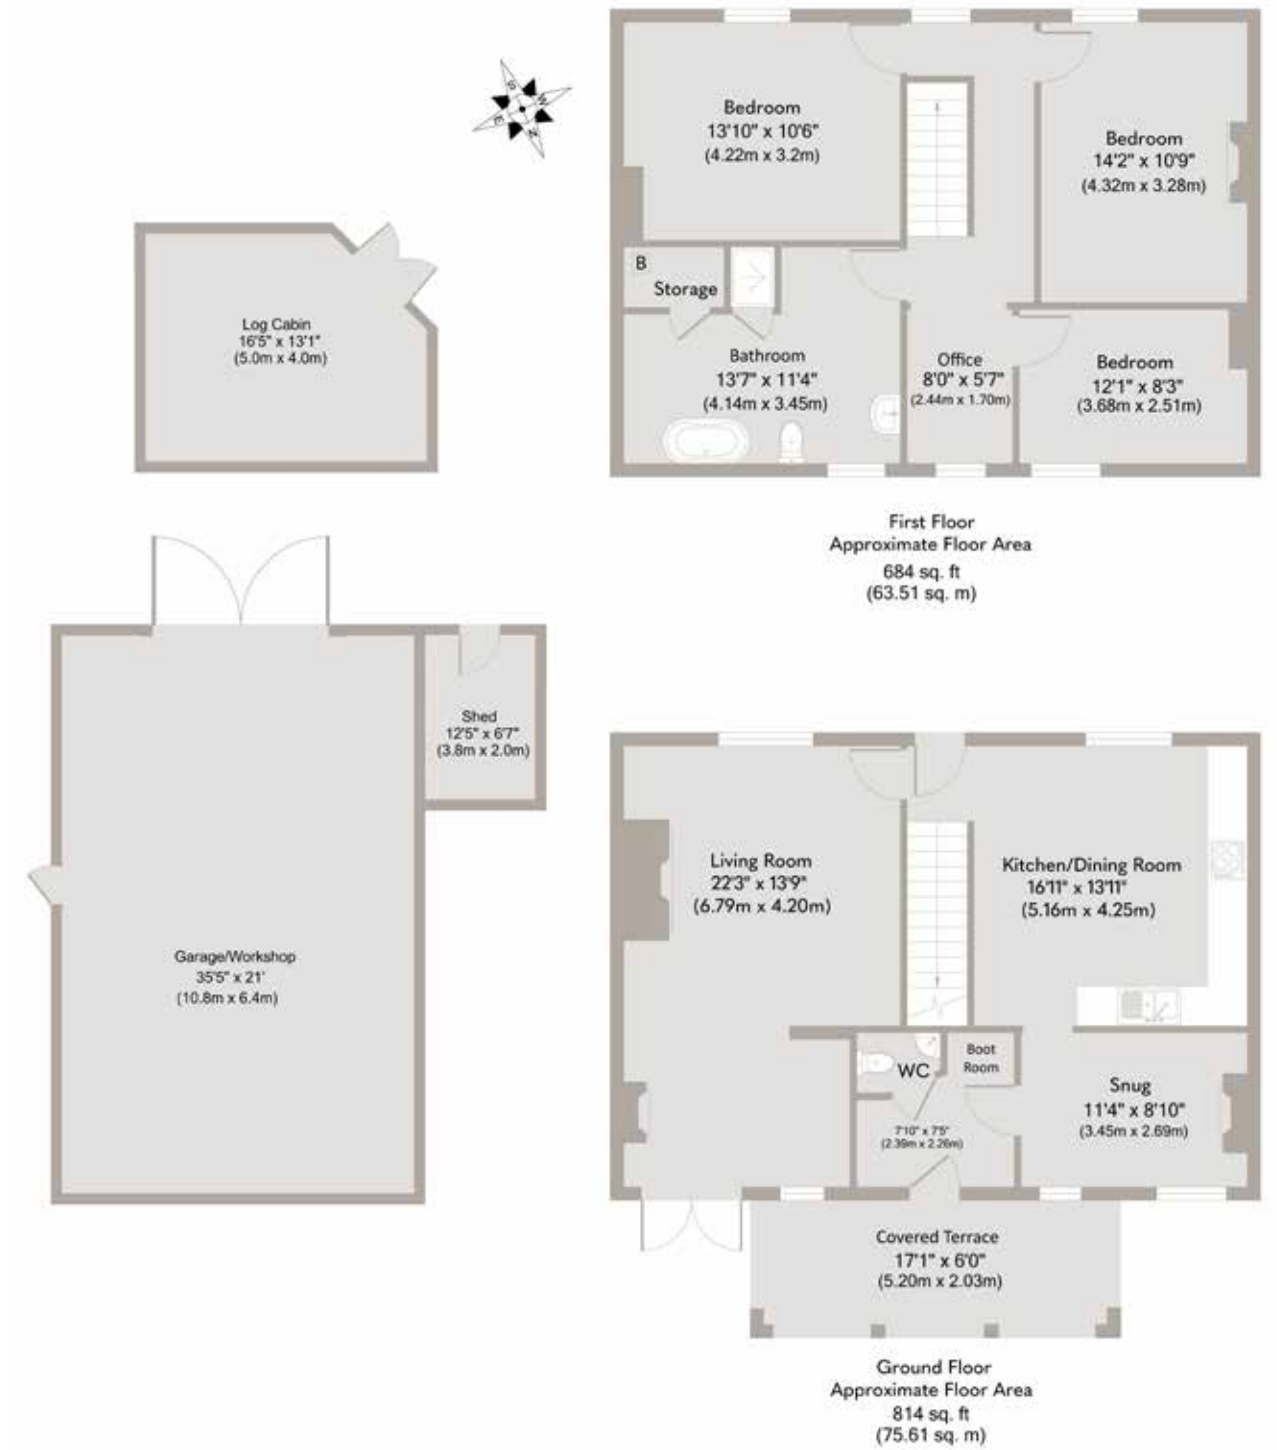 S
W
E
N
Bedroom
13'10" x 10'6"
(4.22m x 3.2m)
Bedroom
14'2" x 10'9"
(4.32m x 3.28m)
B
Storage
Bathroom
13'7" x 11'4"
(4.14m x 3.45m)
Office
8'0" x 5'7"
(2.44m x 1.70m)
Bedroom
12'1" x 8'3"
(3.68m x 2.51m)
First Floor
Approximate Floor Area
684 sq. ft
(63.51 sq. m)
Log Cabin
16'5" x 13'1"
(5.0m x 4.0m)
Shed
12'5" x 6'7"
(3.8m x 2.0m)
Garage/Workshop
35'5" x 21'
(10.8m x 6.4m)
Living Room
22'3" x 13'9"
(6.79m x 4.20m)
Kitchen/Dining Room
16'11" x 13'11"
(5.16m x 4.25m)
WC
Boot
Room
7'10" x 7'5"
(2.39m x 2.26m)
Snug
11'4" x 8'10"
(3.45m x 2.69m)
Covered Terrace
17'1" x 6'0"
(5.20m x 2.03m)
Ground Floor
Approximate Floor Area
814 sq. ft
(75.61 sq. m)